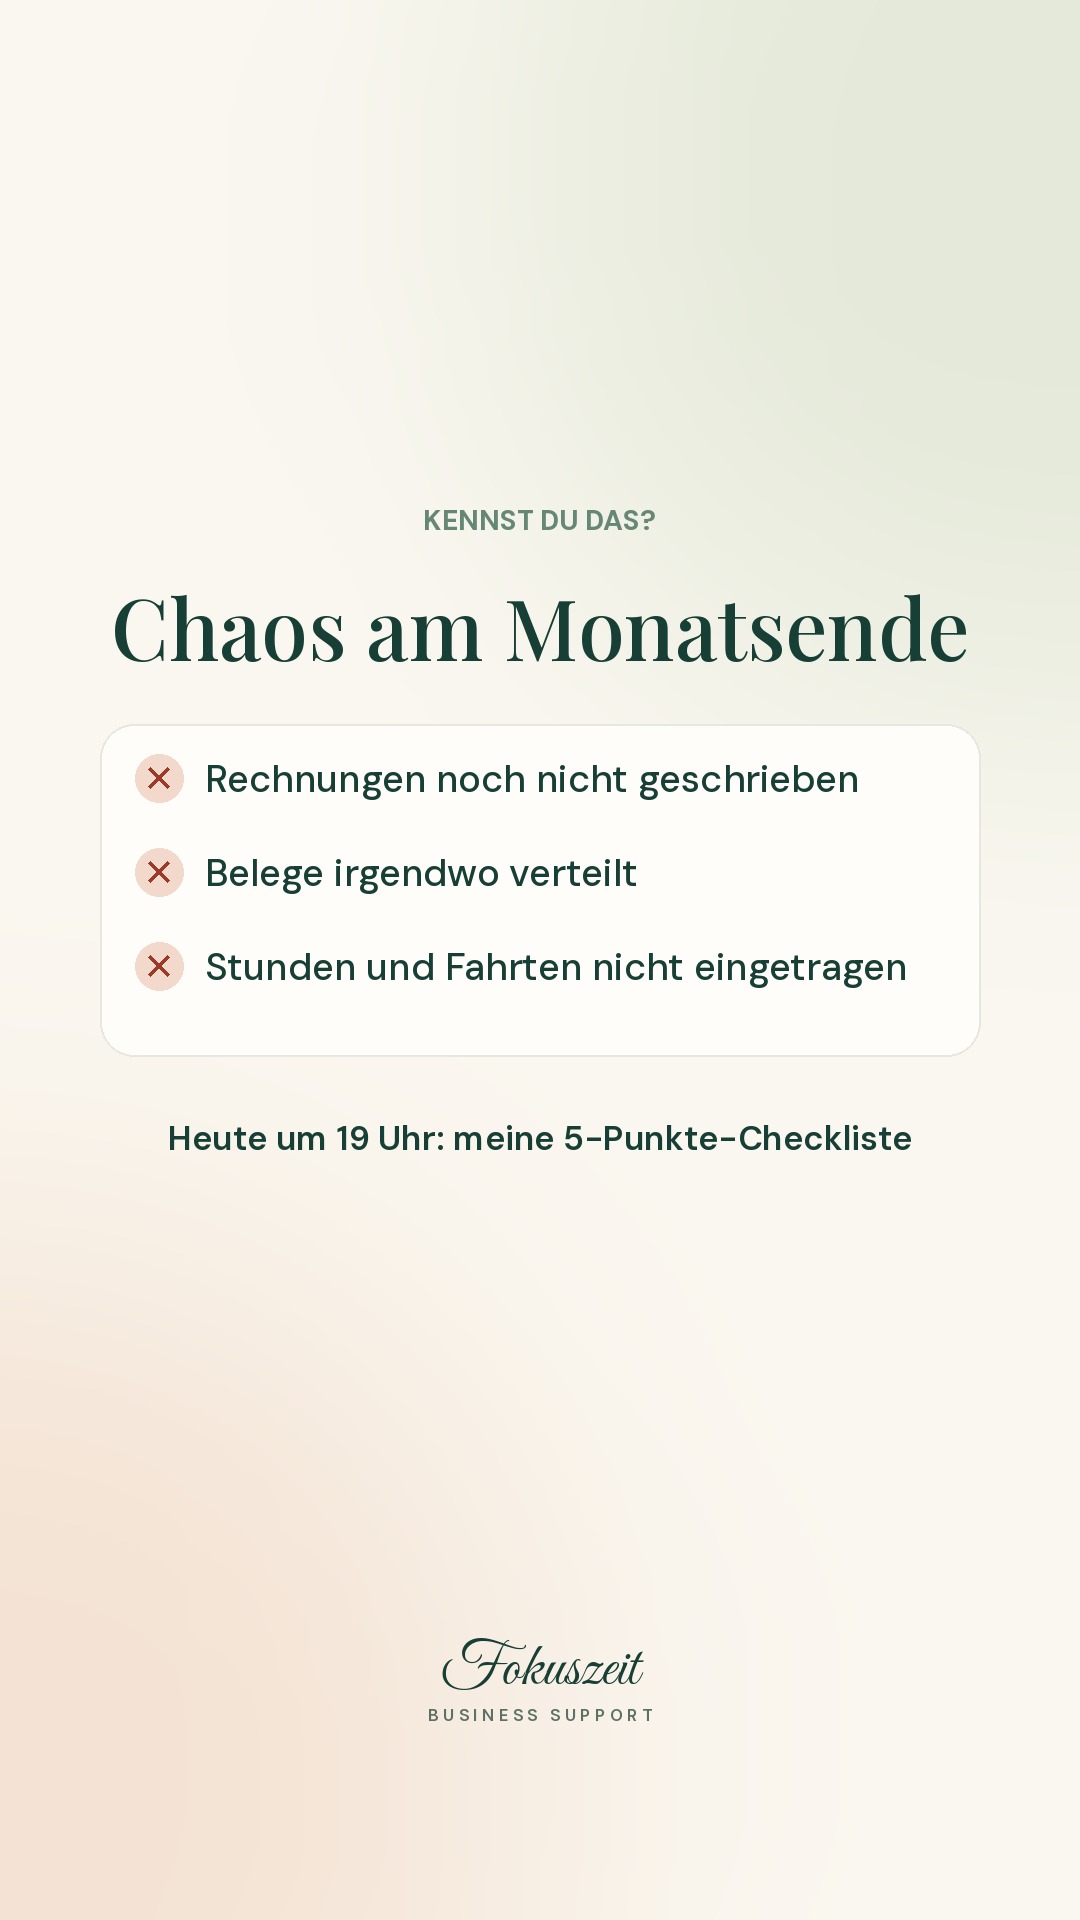 KENNST DU DAS?
Chaos am Monatsende
Rechnungen noch nicht geschrieben
Belege irgendwo verteilt
Stunden und Fahrten nicht eingetragen
Heute um 19 Uhr: meine 5-Punkte-Checkliste
Fokuszeit
BUSINESS SUPPORT